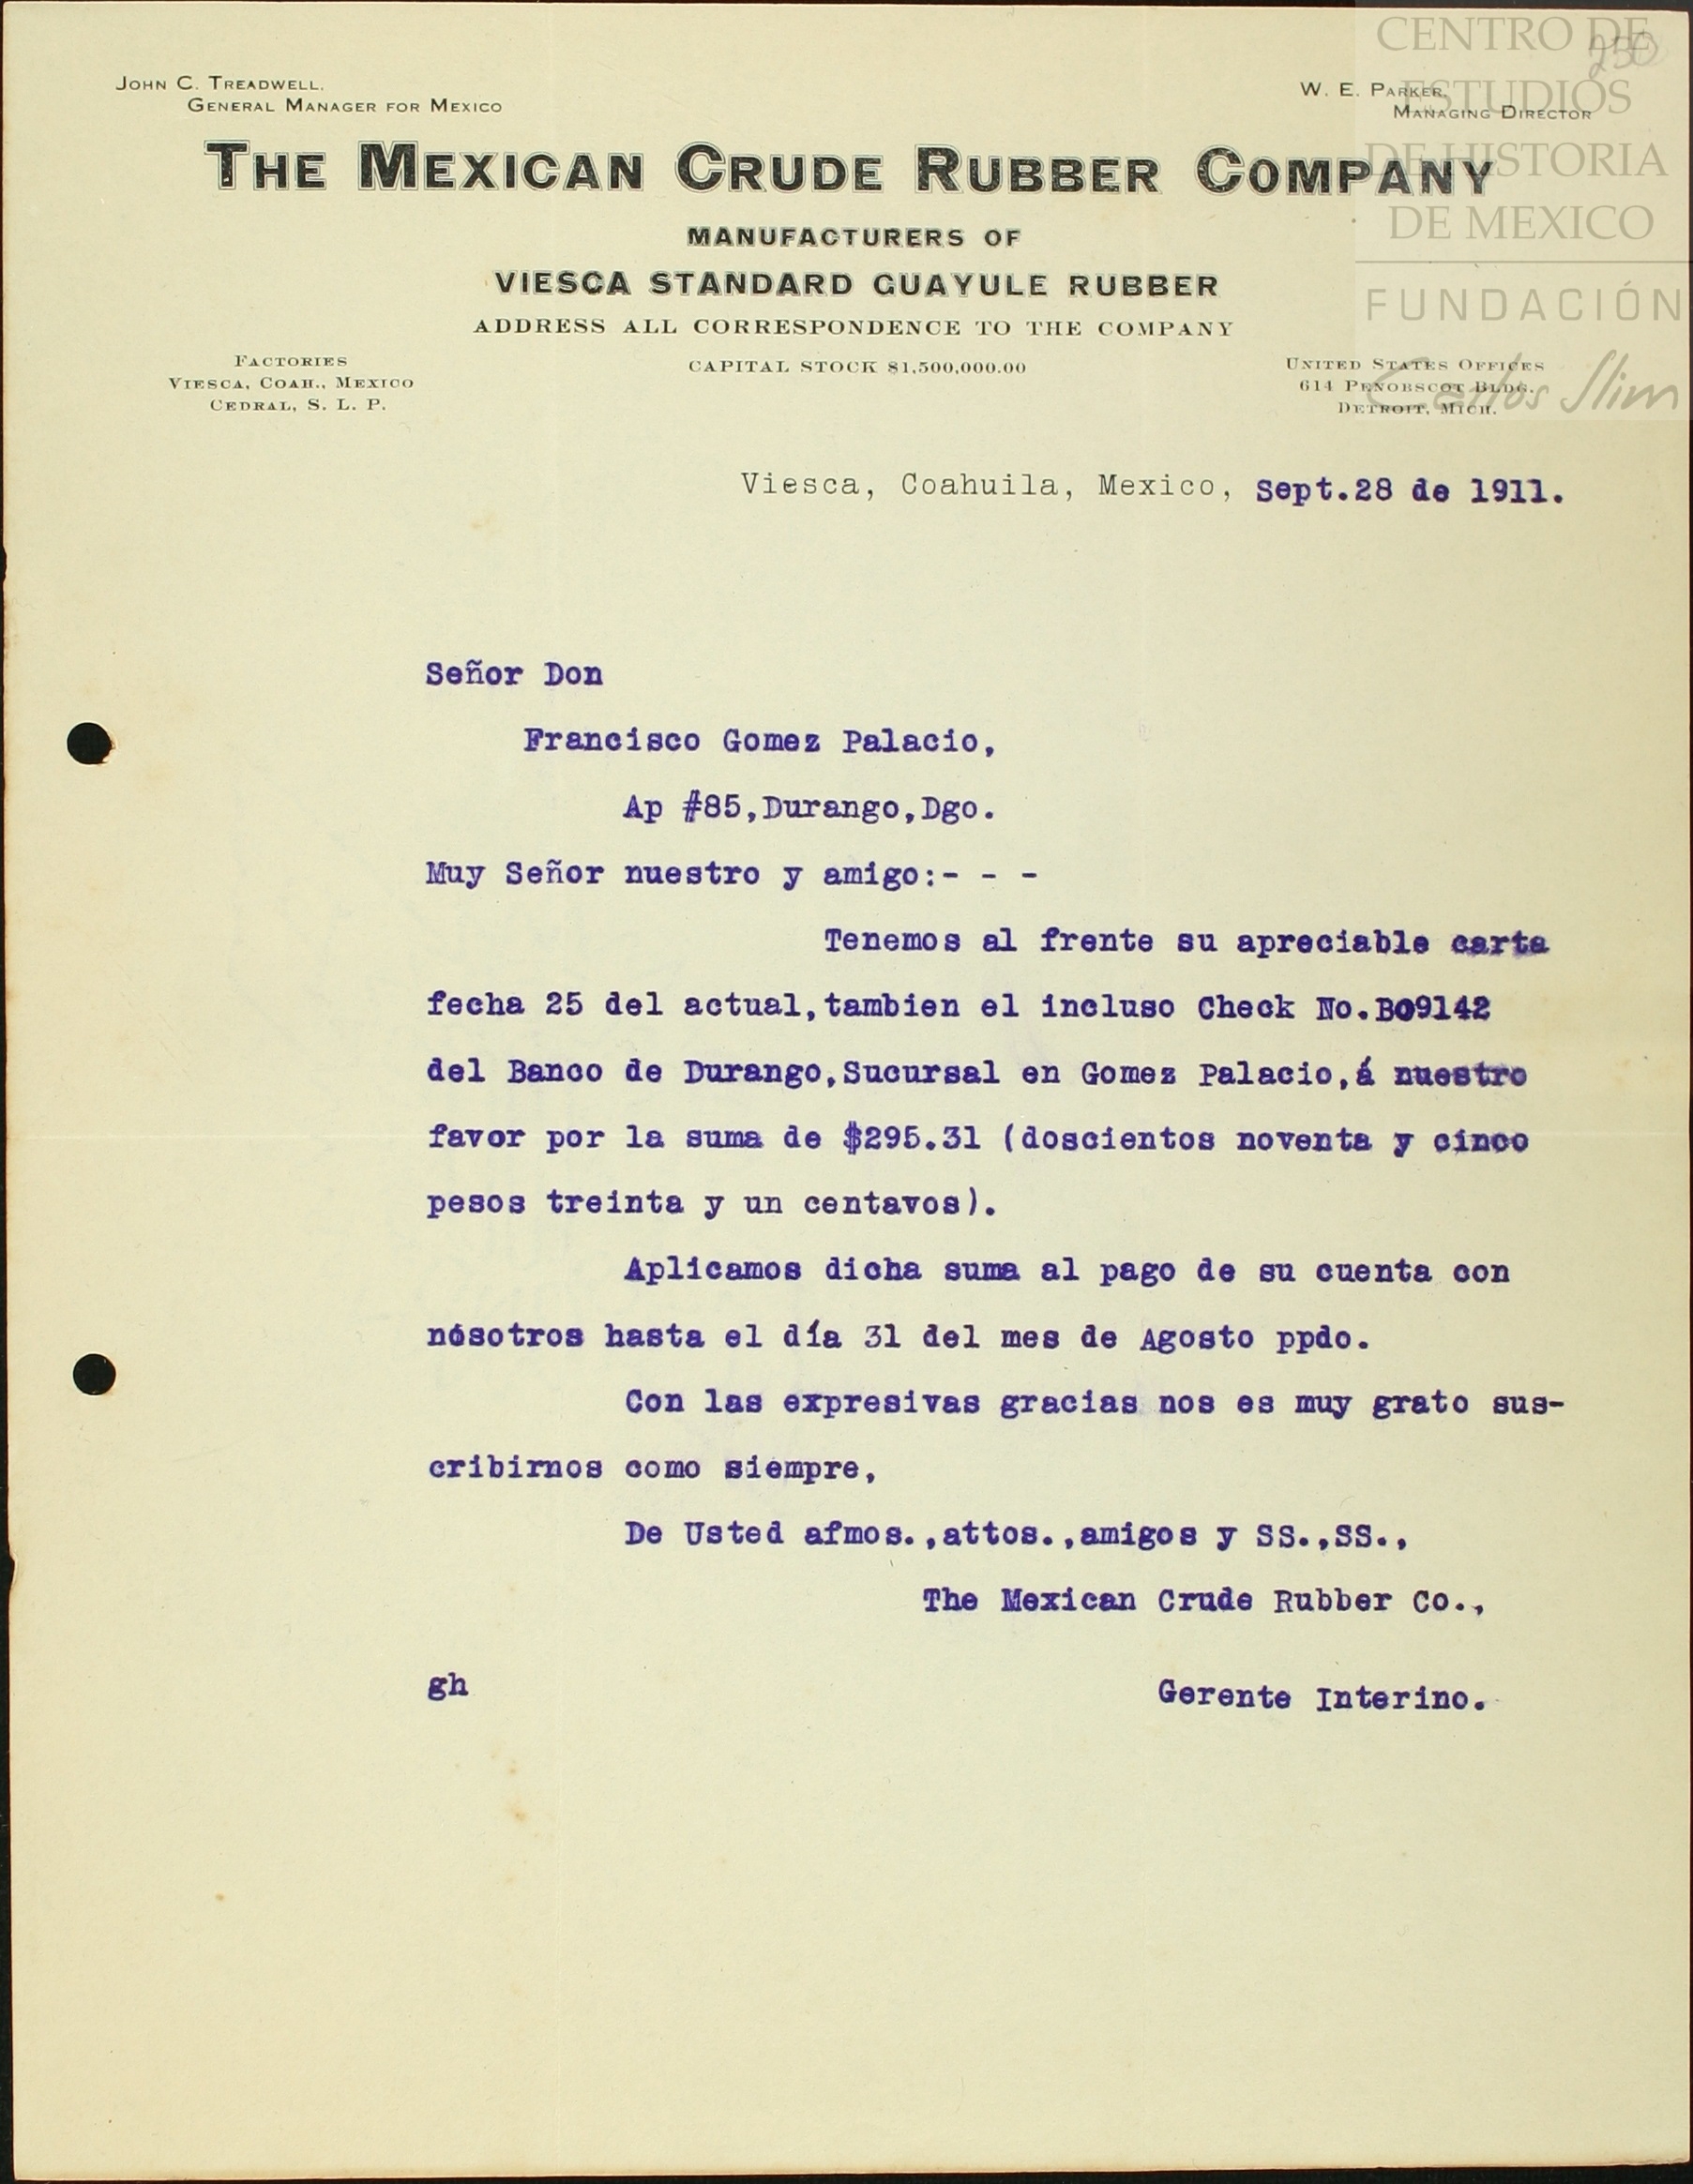 CENTRO DE
ESTUDIOS
DE HISTORIA
DE MEXICO
FUNDACIÓN
Carlos Slim
250
John C. Treadwell,
General Manager for Mexico
W. E. Parker,
Managing Director
The Mexican Crude Rubber Company
MANUFACTURERS OF
VIESCA STANDARD GUAYULE RUBBER
ADDRESS ALL CORRESPONDENCE TO THE COMPANY
Factories
Viesca, Coah., Mexico
Cedral, S. L. P.
CAPITAL STOCK $1,500,000.00
United States Offices
614 Penobscot Bldg.
Detroit, Mich.
Viesca, Coahuila, Mexico, Sept.28 de 1911.
Señor Don
Francisco Gomez Palacio,
Ap #85,Durango,Dgo.
Muy Señor nuestro y amigo:- - -
Tenemos al frente su apreciable carta
fecha 25 del actual,tambien el incluso Check No.B09142
del Banco de Durango,Sucursal en Gomez Palacio,á nuestro
favor por la suma de $295.31 (doscientos noventa y cinco
pesos treinta y un centavos).
Aplicamos dicha suma al pago de su cuenta con
nosotros hasta el día 31 del mes de Agosto ppdo.
Con las expresivas gracias nos es muy grato sus-
cribirnos como siempre,
De Usted afmos.,attos.,amigos y SS.,SS.,
The Mexican Crude Rubber Co.,
gh
Gerente Interino.